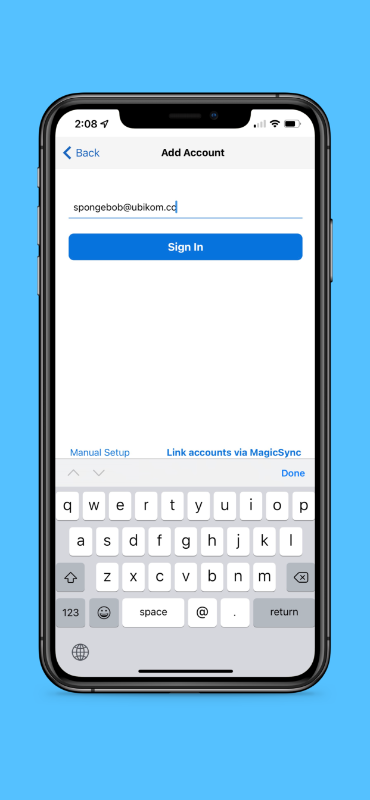 2:08
Back
Add Account
spongebob@ubikom.cc
Sign In
Manual Setup
Link accounts via MagicSync
Done
q w e r t y u i o p
a s d f g h j k l
z x c v b n m
123 space @ . return